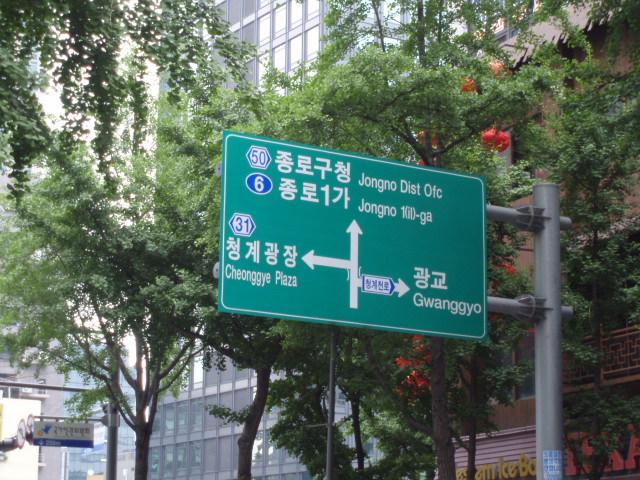 50 종로구청 Jongno Dist Ofc
6 종로1가 Jongno 1(il)-ga
31
청계광장
Cheonggye Plaza
청계천로
광교
Gwanggyo